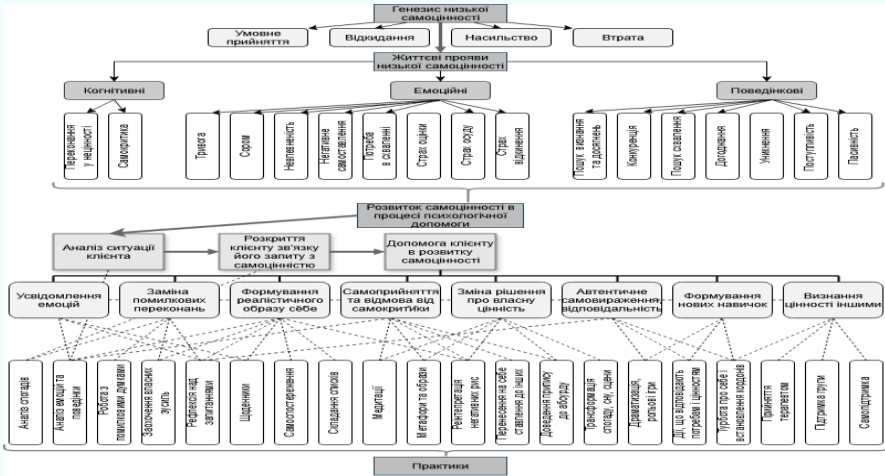 Генезис низької
самоцінності
Умовне
прийняття
Відкидання
Насильство
Втрата
Життєві прояви
низької самоцінності
Когнітивні
Емоційні
Поведінкові
Переконання
у нецінності
Самокритика
Тривога
Сором
Невпевненість
Негативне
самоставлення
Потреба
в схваленні
Страх оцінки
Страх осуду
Страх
відкинення
Пошук визнання
та досягнень
Конкуренція
Пошук схвалення
Догоджання
Уникнення
Поступливість
Пасивність
Розвиток самоцінності в
процесі психологічної
допомоги
Аналіз ситуації
клієнта
Розкриття
клієнту зв'язку
його запиту з
самоцінністю
Допомога клієнту
в розвитку
самоцінності
Усвідомлення
емоцій
Заміна
помилкових
переконань
Формування
реалістичного
образу себе
Самоприйняття
та відмова від
самокритики
Зміна рішення
про власну
цінність
Автентичне
самовираження,
відповідальність
Формування
нових навичок
Визнання
цінності іншими
Аналіз спогадів
Аналіз емоцій та
поведінки
Робота з
помилковими думками
Заохочення власних
зусиль
Рефлексія над
запитаннями
Щоденники
Самоспостереження
Складання списків
Медитації
Метафори та образи
Реінтерпретація
негативних рис
Перенесення на себе
ставлення до інших
Доведення припису
до абсурду
Трансформація
спогаду, сну, сцени
Драматизація,
рольові ігри
Дії, що відповідають
потребам і цінностям
Турбота про себе і
встановлення кордонів
Прийняття
терапевтом
Підтримка групи
Самопідтримка
Практики